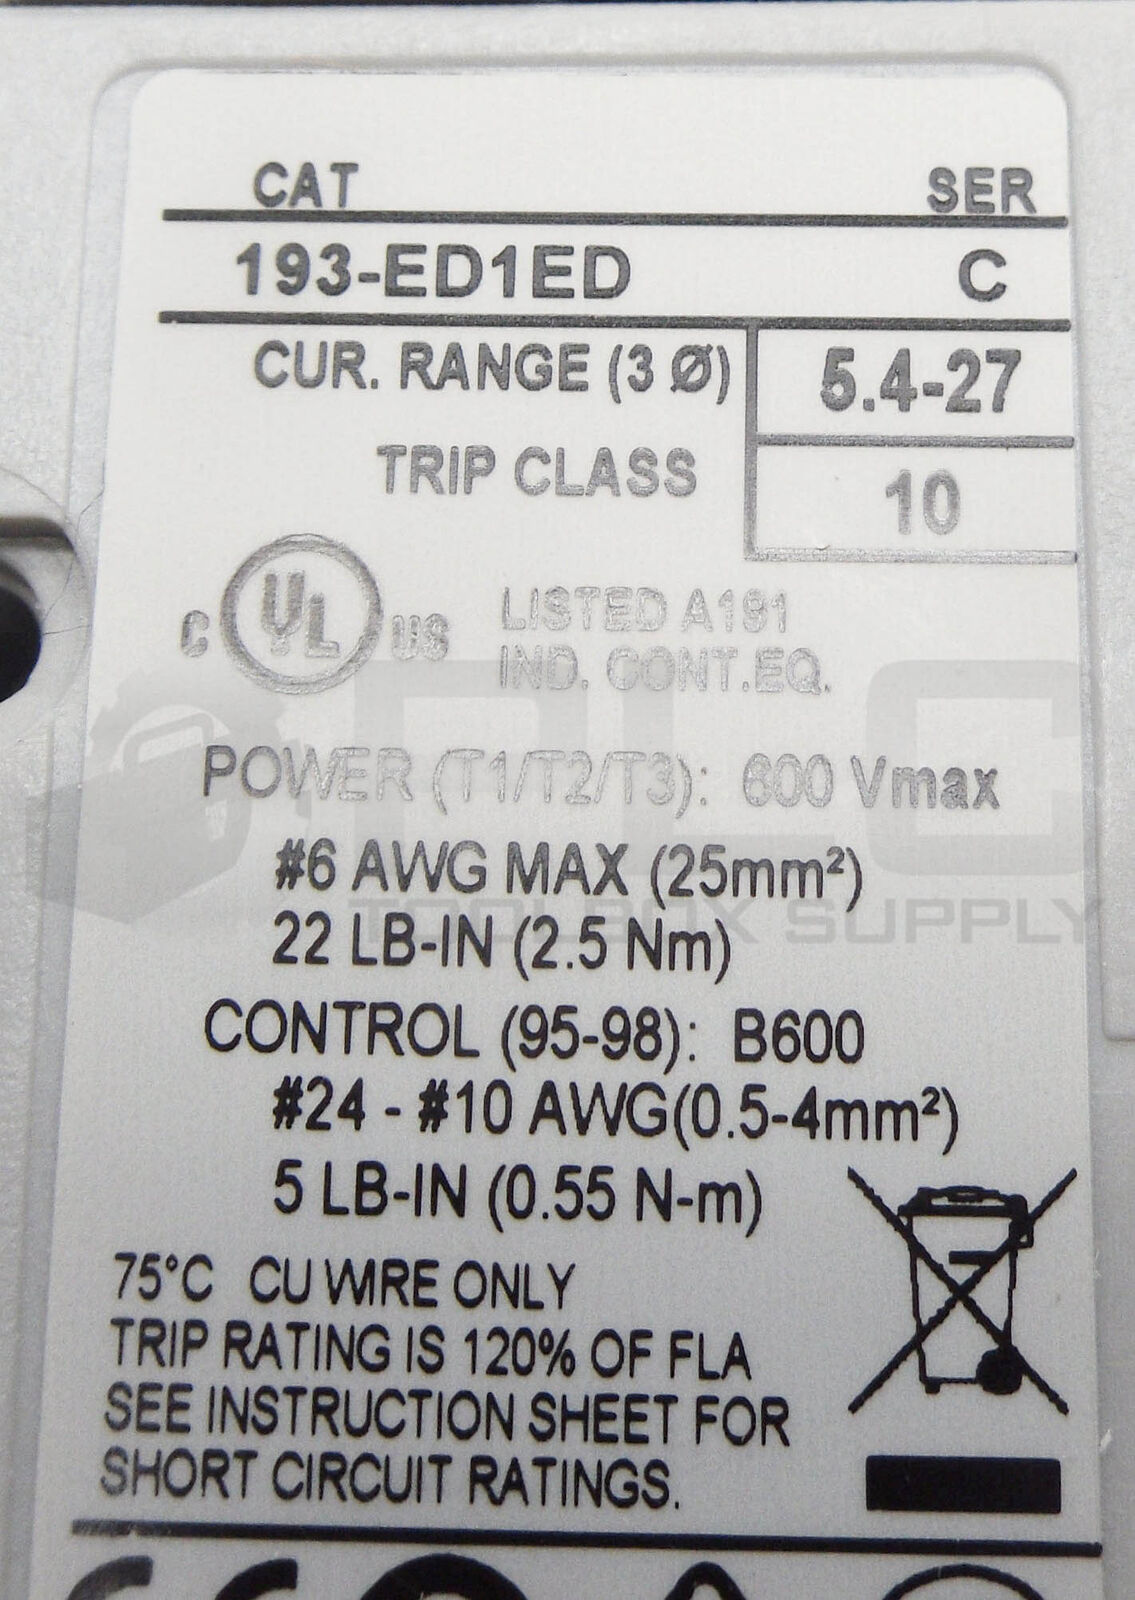 CAT SER
193-ED1ED C
CUR. RANGE (3 Ø) 5.4-27
TRIP CLASS 10
C UL US LISTED A191
IND. CONT.EQ.
POWER (T1/T2/T3): 600 Vmax
#6 AWG MAX (25mm²)
22 LB-IN (2.5 Nm)
CONTROL (95-98): B600
#24 - #10 AWG(0.5-4mm²)
5 LB-IN (0.55 N-m)
75°C CU WIRE ONLY
TRIP RATING IS 120% OF FLA
SEE INSTRUCTION SHEET FOR
SHORT CIRCUIT RATINGS.
PLC
TOOLBOX SUPPLY